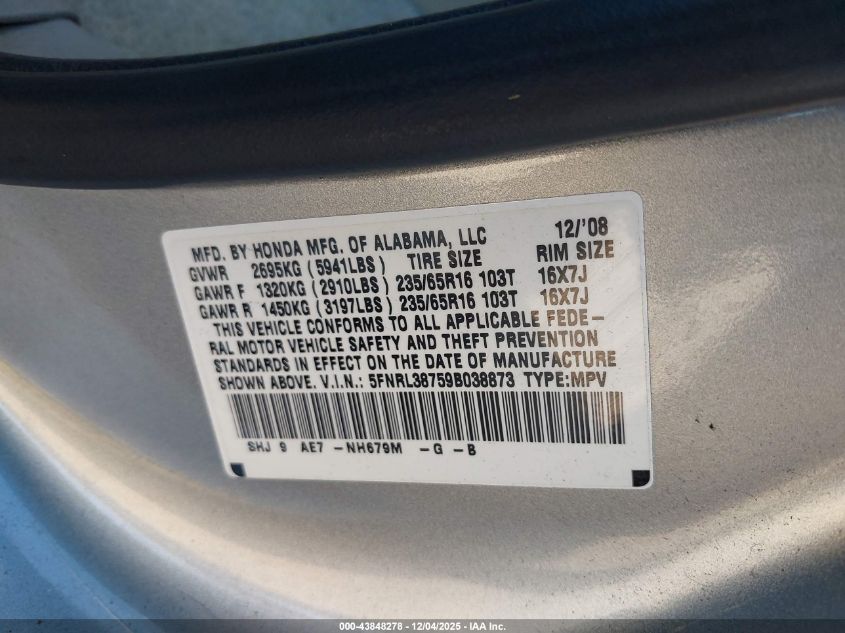 MFD. BY HONDA MFG. OF ALABAMA, LLC 12/'08
GVWR 2695KG (5941LBS) TIRE SIZE RIM SIZE
GAWR F 1320KG (2910LBS) 235/65R16 103T 16X7J
GAWR R 1450KG (3197LBS) 235/65R16 103T 16X7J
THIS VEHICLE CONFORMS TO ALL APPLICABLE FEDE-
RAL MOTOR VEHICLE SAFETY AND THEFT PREVENTION
STANDARDS IN EFFECT ON THE DATE OF MANUFACTURE
SHOWN ABOVE. V.I.N.: 5FNRL38759B038873 TYPE:MPV
SHJ 9 AE7 -NH679M -G -B
000-43848278 - 12/04/2025 - IAA Inc.